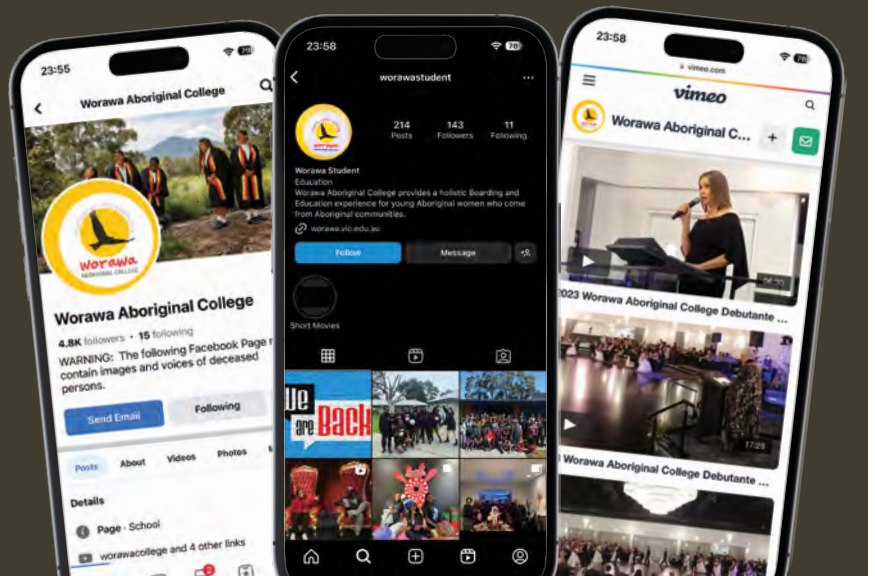 23:55
Worawa Aboriginal College
worawa
ABORIGINAL COLLEGE
Worawa Aboriginal College
4.8K followers • 15 following
WARNING: The following Facebook Page
contain images and voices of deceased
persons.
Send Email
Following
Posts
About
Videos
Photos
Details
Page · School
worawacollege and 4 other links
2
23:58
78
worawastudent
worawa
214
143
11
Posts
Followers
Following
Worawa Student
Education
Worawa Aboriginal College provides a holistic Boarding and
Education experience for young Aboriginal women who come
from Aboriginal communities.
worawa.vic.edu.au
Follow
Message
Short Movies
We
are Back
23:58
78
vimeo.com
vimeo
Worawa Aboriginal C...
2023 Worawa Aboriginal College Debutante ...
17:28
Worawa Aboriginal College Debutante ...